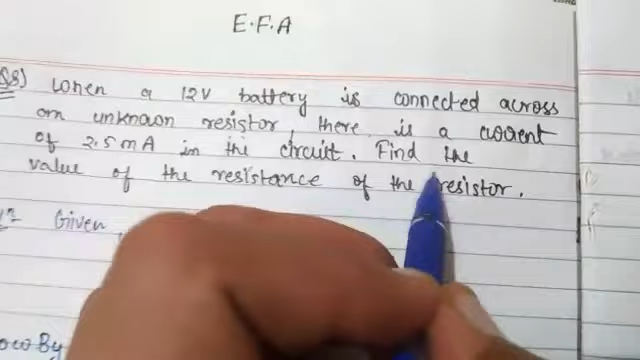 E.F.A
Q8) When a 12V battery is connected across
an unknown resistor, there is a current
of 2.5mA in the circuit. Find the
value of the resistance of the resistor.
Given,
By